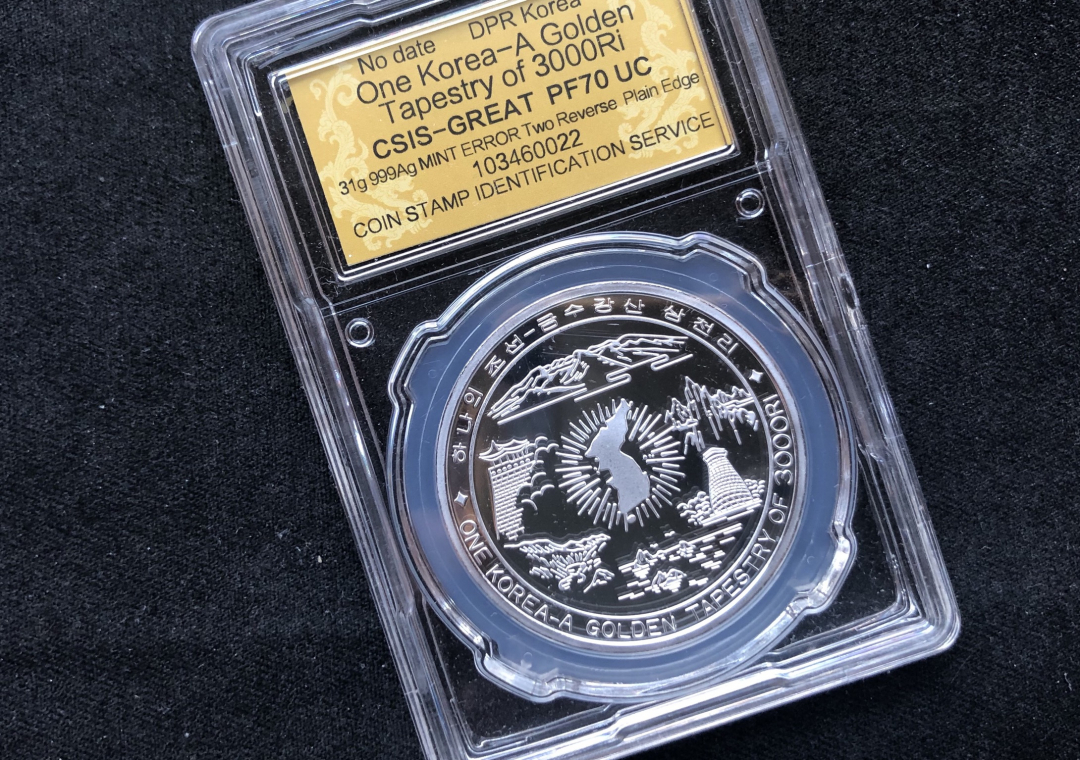 No date DPR Korea
One Korea–A Golden
Tapestry of 3000Ri
CSIS–GREAT PF70 UC
31g 999Ag MINT ERROR Two Reverse Plain Edge
103460022
COIN STAMP IDENTIFICATION SERVICE
하나의 조선-금수강산 삼천리
ONE KOREA-A GOLDEN TAPESTRY OF 3000RI